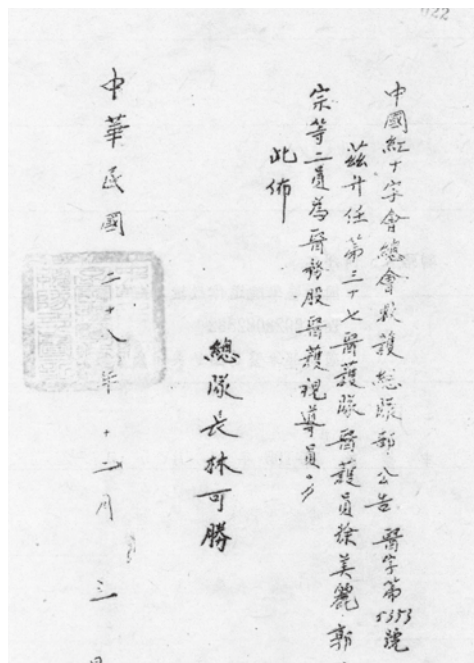 022
中國紅十字會總會救護總隊部公告 醫字第5353號
茲升任第三十七醫護隊醫護員徐美麗、郭
宗等二員為醫務股醫護視導員。
此佈
總隊長林可勝
中華民國二十八年十二月 三